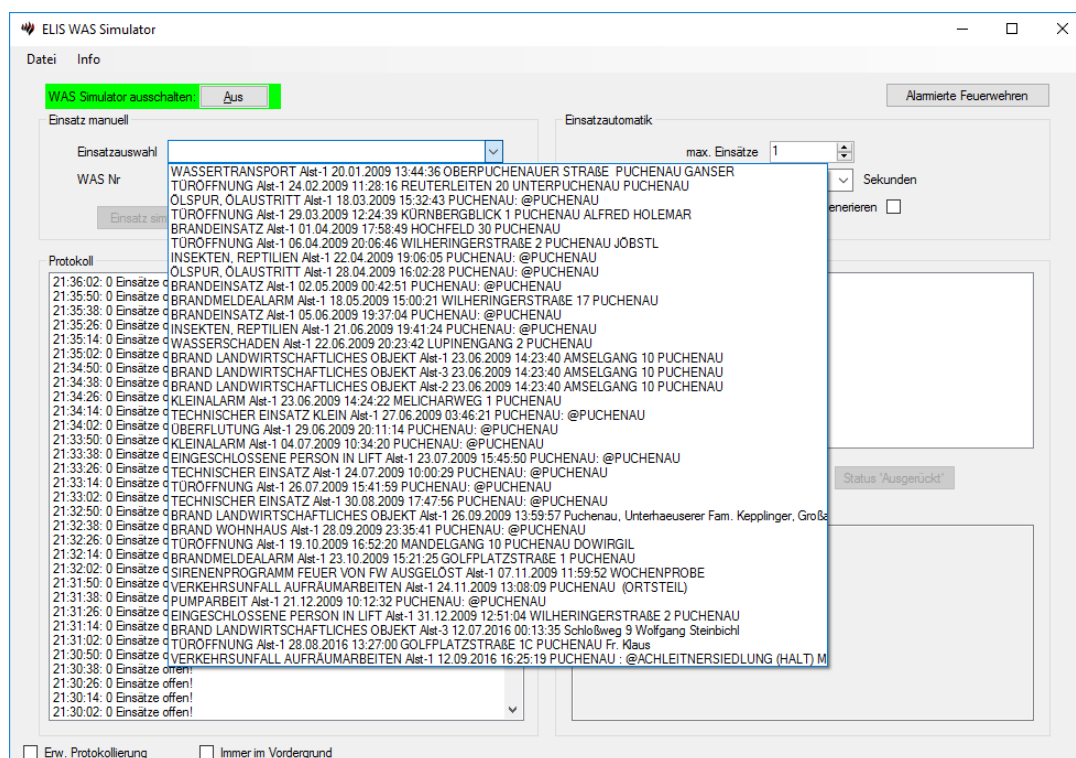 ELIS WAS Simulator
Datei Info
WAS Simulator ausschalten: Aus
Alarmierte Feuerwehren
Einsatz manuell
Einsatzauswahl
WAS Nr
Einsatz sim
Einsatzautomatik
max. Einsätze 1
Sekunden
enerieren
WASSERTRANSPORT Alst-1 20.01.2009 13:44:36 OBERPUCHENAUER STRAßE PUCHENAU GANSER
TÜRÖFFNUNG Alst-1 24.02.2009 11:28:16 REUTERLEITEN 20 UNTERPUCHENAU PUCHENAU
ÖLSPUR, ÖLAUSTRITT Alst-1 18.03.2009 15:32:43 PUCHENAU: @PUCHENAU
TÜRÖFFNUNG Alst-1 29.03.2009 12:24:39 KÜRNBERGBLICK 1 PUCHENAU ALFRED HOLEMAR
BRANDEINSATZ Alst-1 01.04.2009 17:58:49 HOCHFELD 30 PUCHENAU
TÜRÖFFNUNG Alst-1 06.04.2009 20:06:46 WILHERINGERSTRAßE 2 PUCHENAU JÖBSTL
INSEKTEN, REPTILIEN Alst-1 22.04.2009 19:06:05 PUCHENAU: @PUCHENAU
ÖLSPUR, ÖLAUSTRITT Alst-1 28.04.2009 16:02:28 PUCHENAU: @PUCHENAU
BRANDEINSATZ Alst-1 02.05.2009 00:42:51 PUCHENAU: @PUCHENAU
BRANDMELDEALARM Alst-1 18.05.2009 15:00:21 WILHERINGERSTRAßE 17 PUCHENAU
BRANDEINSATZ Alst-1 05.06.2009 19:37:04 PUCHENAU: @PUCHENAU
INSEKTEN, REPTILIEN Alst-1 21.06.2009 19:41:24 PUCHENAU: @PUCHENAU
WASSERSCHADEN Alst-1 22.06.2009 20:23:42 LUPINENGANG 2 PUCHENAU
BRAND LANDWIRTSCHAFTLICHES OBJEKT Alst-1 23.06.2009 14:23:40 AMSELGANG 10 PUCHENAU
BRAND LANDWIRTSCHAFTLICHES OBJEKT Alst-3 23.06.2009 14:23:40 AMSELGANG 10 PUCHENAU
BRAND LANDWIRTSCHAFTLICHES OBJEKT Alst-2 23.06.2009 14:23:40 AMSELGANG 10 PUCHENAU
KLEINALARM Alst-1 23.06.2009 14:24:22 MELICHARWEG 1 PUCHENAU
TECHNISCHER EINSATZ KLEIN Alst-1 27.06.2009 03:46:21 PUCHENAU: @PUCHENAU
ÜBERFLUTUNG Alst-1 29.06.2009 20:11:14 PUCHENAU: @PUCHENAU
KLEINALARM Alst-1 04.07.2009 10:34:20 PUCHENAU: @PUCHENAU
EINGESCHLOSSENE PERSON IN LIFT Alst-1 23.07.2009 15:45:50 PUCHENAU: @PUCHENAU
TECHNISCHER EINSATZ Alst-1 24.07.2009 10:00:29 PUCHENAU: @PUCHENAU
TÜRÖFFNUNG Alst-1 26.07.2009 15:41:59 PUCHENAU: @PUCHENAU
TECHNISCHER EINSATZ Alst-1 30.08.2009 17:47:56 PUCHENAU: @PUCHENAU
BRAND LANDWIRTSCHAFTLICHES OBJEKT Alst-1 26.09.2009 13:59:57 Puchenau, Unterhaeuserer Fam. Kepplinger, Großa
BRAND WOHNHAUS Alst-1 28.09.2009 23:35:41 PUCHENAU: @PUCHENAU
TÜRÖFFNUNG Alst-1 19.10.2009 16:52:20 MANDELGANG 10 PUCHENAU DOWIRGIL
BRANDMELDEALARM Alst-1 23.10.2009 15:21:25 GOLFPLATZSTRAßE 1 PUCHENAU
SIRENENPROGRAMM FEUER VON FW AUSGELÖST Alst-1 07.11.2009 11:59:52 WOCHENPROBE
VERKEHRSUNFALL AUFRÄUMARBEITEN Alst-1 24.11.2009 13:08:09 PUCHENAU (ORTSTEIL)
PUMPARBEIT Alst-1 21.12.2009 10:12:32 PUCHENAU: @PUCHENAU
EINGESCHLOSSENE PERSON IN LIFT Alst-1 31.12.2009 12:51:04 WILHERINGERSTRAßE 2 PUCHENAU
BRAND LANDWIRTSCHAFTLICHES OBJEKT Alst-3 12.07.2016 00:13:35 Schloßweg 9 Wolfgang Steinbichl
TÜRÖFFNUNG Alst-1 28.08.2016 13:27:00 GOLFPLATZSTRAßE 1C PUCHENAU Fr. Klaus
VERKEHRSUNFALL AUFRÄUMARBEITEN Alst-1 12.09.2016 16:25:19 PUCHENAU : @ACHLEITNERSIEDLUNG (HALT) M
Protokoll
21:36:02: 0 Einsätze o
21:35:50: 0 Einsätze o
21:35:38: 0 Einsätze o
21:35:26: 0 Einsätze o
21:35:14: 0 Einsätze o
21:35:02: 0 Einsätze o
21:34:50: 0 Einsätze o
21:34:38: 0 Einsätze o
21:34:26: 0 Einsätze o
21:34:14: 0 Einsätze o
21:34:02: 0 Einsätze o
21:33:50: 0 Einsätze o
21:33:38: 0 Einsätze o
21:33:26: 0 Einsätze o
21:33:14: 0 Einsätze o
21:33:02: 0 Einsätze o
21:32:50: 0 Einsätze o
21:32:38: 0 Einsätze o
21:32:26: 0 Einsätze o
21:32:14: 0 Einsätze o
21:32:02: 0 Einsätze o
21:31:50: 0 Einsätze o
21:31:38: 0 Einsätze o
21:31:26: 0 Einsätze o
21:31:14: 0 Einsätze o
21:31:02: 0 Einsätze o
21:30:50: 0 Einsätze o
21:30:38: 0 Einsätze offen!
21:30:26: 0 Einsätze offen!
21:30:14: 0 Einsätze offen!
21:30:02: 0 Einsätze offen!
Status 'Ausgerückt'
Erw. Protokollierung
Immer im Vordergrund